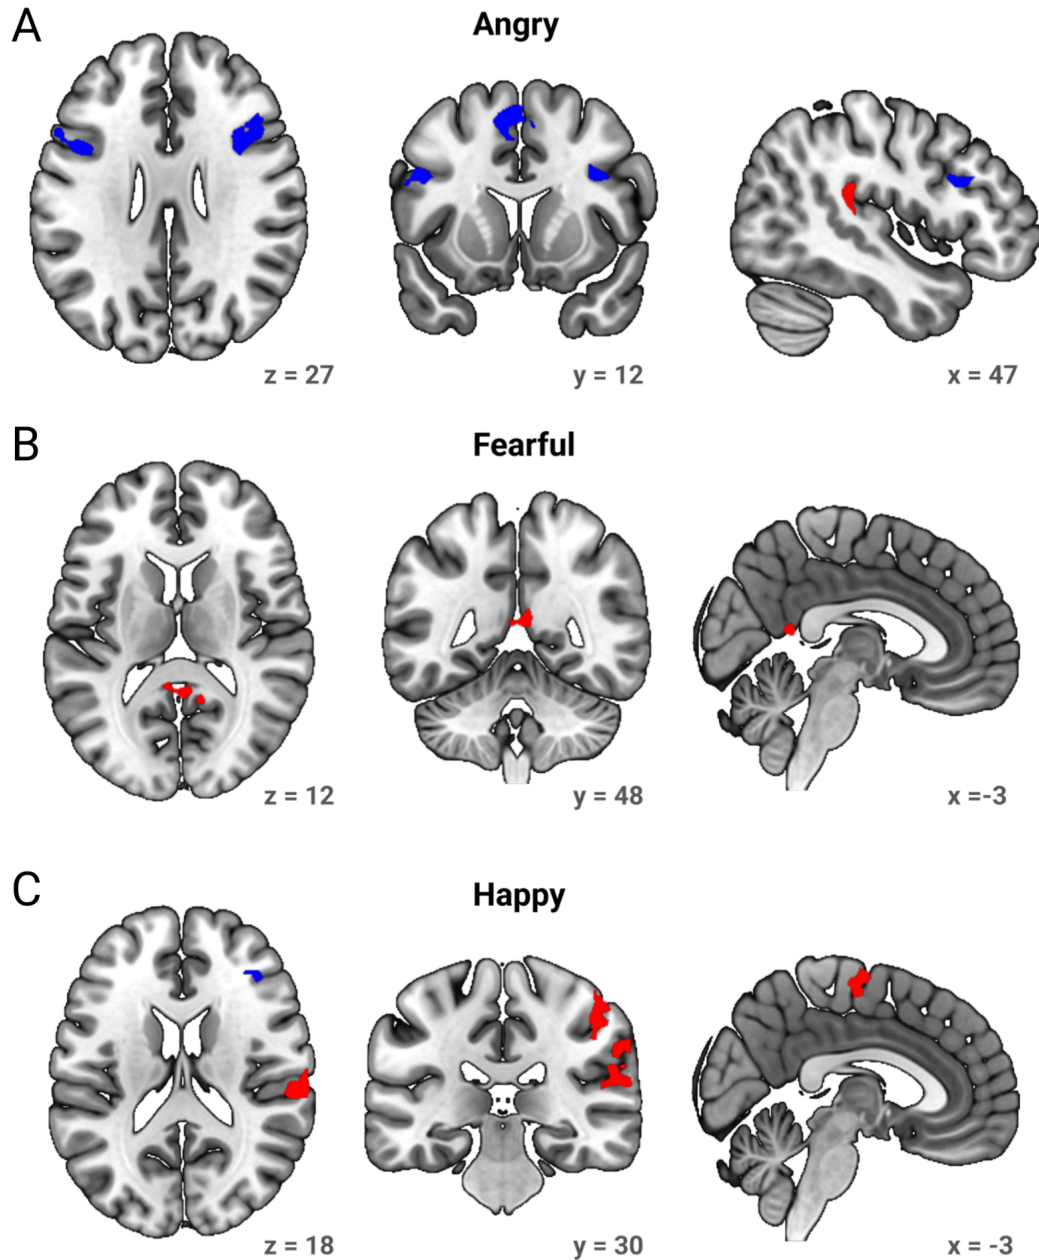 A
Angry
z = 27
y = 12
x = 47
B
Fearful
z = 12
y = 48
x =-3
C
Happy
z = 18
y = 30
x = -3